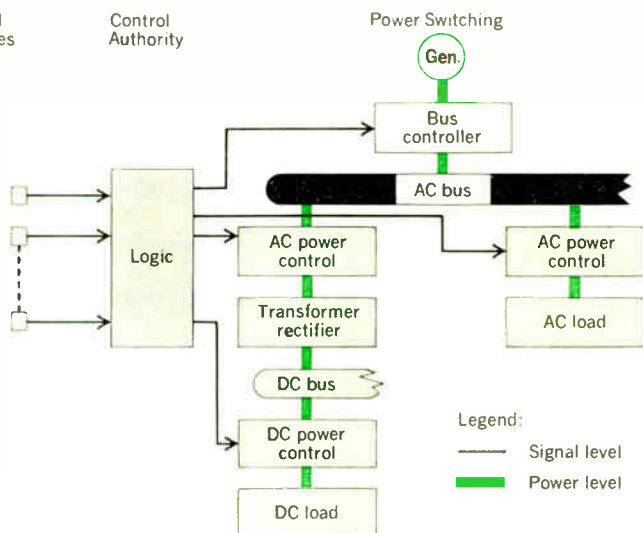 Control
Authority
Power Switching
Gen.
Bus
controller
AC bus
Logic
AC power
control
AC power
control
Transformer
rectifier
AC load
DC bus
DC power
control
DC load
Legend:
Signal level
Power level